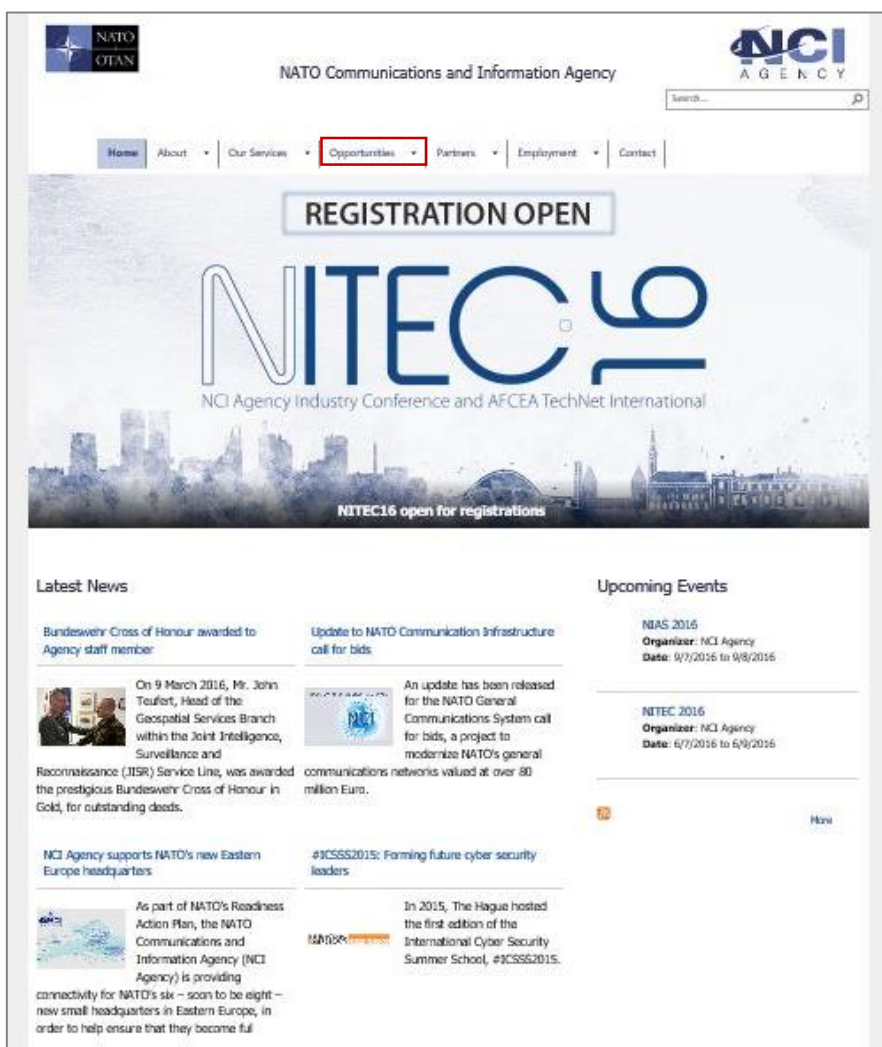 NATO
OTAN
NATO Communications and Information Agency
NCI
AGENCY
Search...
Home
About
Our Services
Opportunities
Partners
Employment
Contact
REGISTRATION OPEN
NITEC:16
NCI Agency Industry Conference and AFCEA TechNet International
NITEC16 open for registrations
Latest News
Bundeswehr Cross of Honour awarded to
Agency staff member
On 9 March 2016, Mr. John
Teufert, Head of the
Geospatial Services Branch
within the Joint Intelligence,
Surveillance and
Reconnaissance (JISR) Service Line, was awarded
the prestigious Bundeswehr Cross of Honour in
Gold, for outstanding deeds.
Update to NATO Communication Infrastructure
call for bids
NCI
An update has been released
for the NATO General
Communications System call
for bids, a project to
modernize NATO's general
communications networks valued at over 80
million Euro.
NCI Agency supports NATO's new Eastern
Europe headquarters
As part of NATO's Readiness
Action Plan, the NATO
Communications and
Information Agency (NCI
Agency) is providing
connectivity for NATO's six – soon to be eight –
new small headquarters in Eastern Europe, in
order to help ensure that they become ful
#ICSSS2015: Forming future cyber security
leaders
In 2015, The Hague hosted
the first edition of the
International Cyber Security
Summer School, #ICSSS2015.
Upcoming Events
NIAS 2016
Organizer: NCI Agency
Date: 9/7/2016 to 9/8/2016
NITEC 2016
Organizer: NCI Agency
Date: 6/7/2016 to 6/9/2016
More